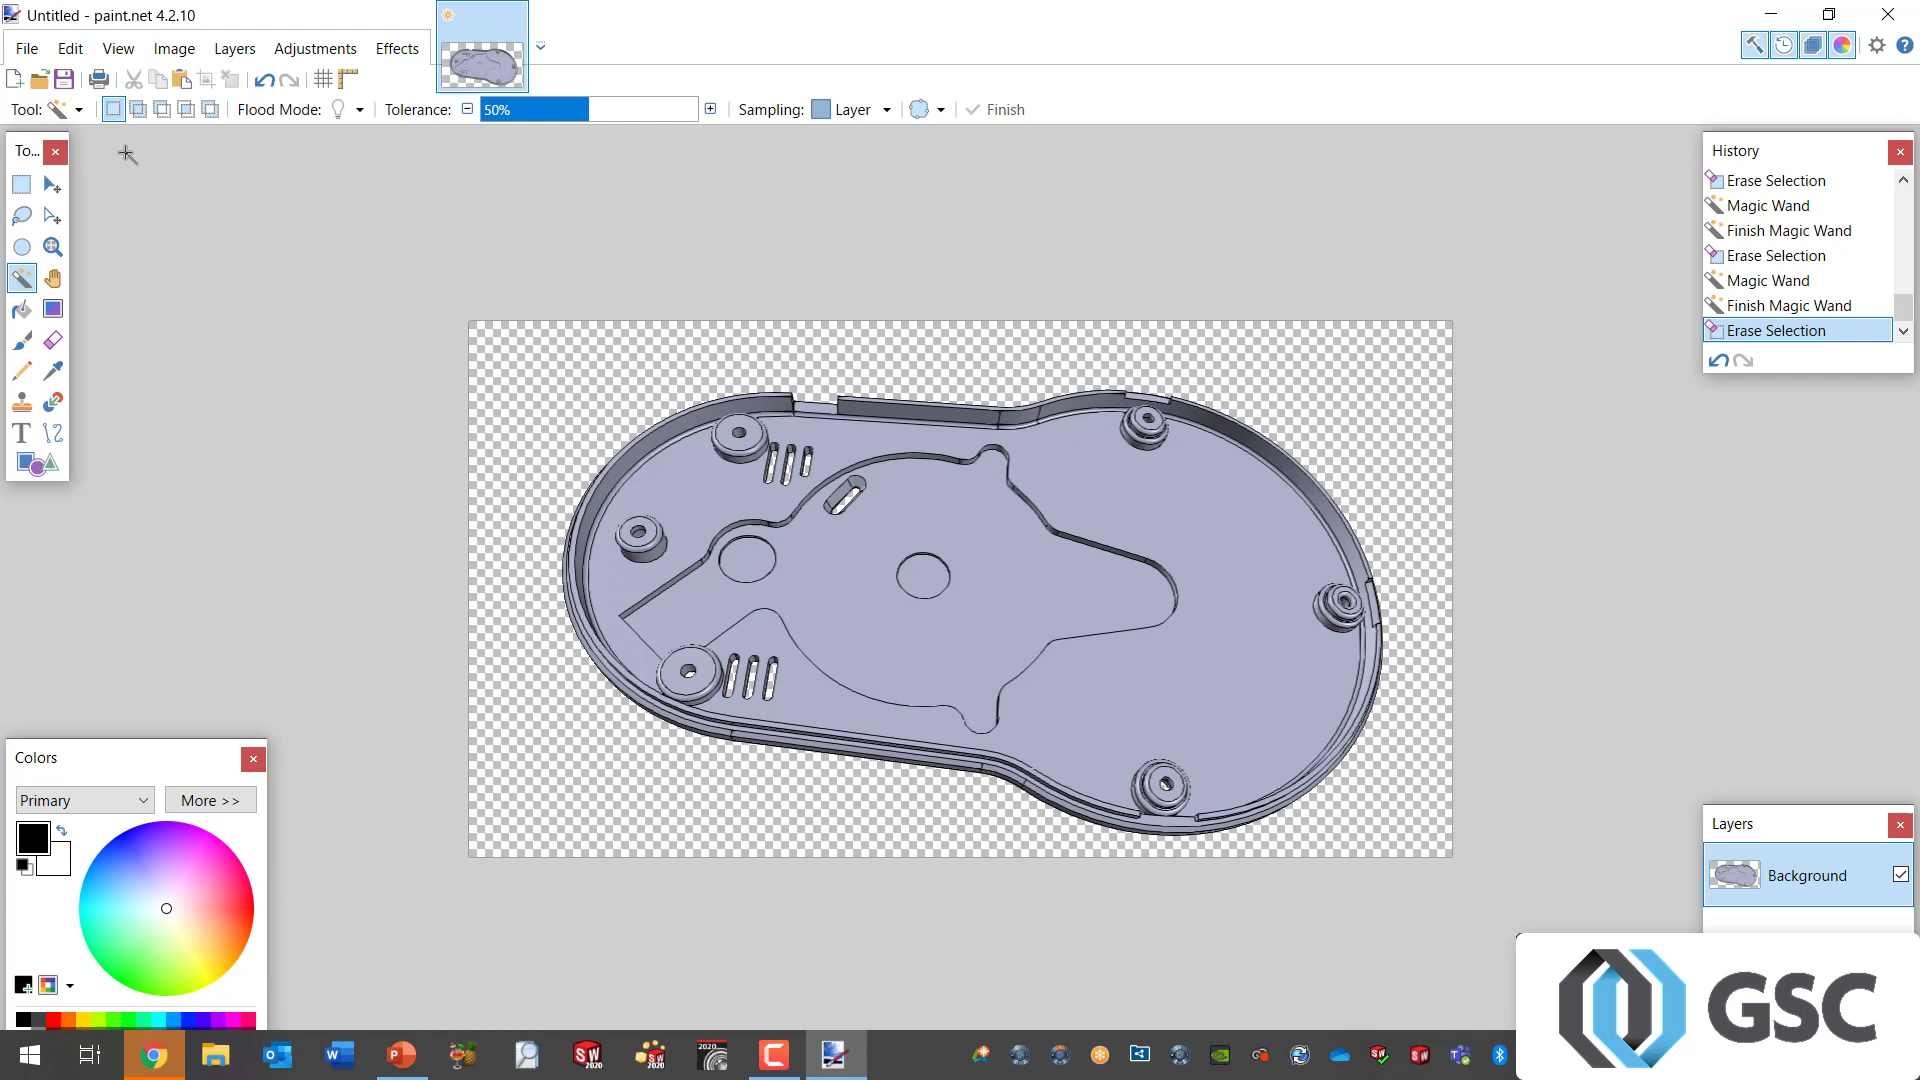 Untitled - paint.net 4.2.10
File Edit View Image Layers Adjustments Effects
Tool: Flood Mode: Tolerance: 50% Sampling: Layer Finish
To...
History
Erase Selection
Magic Wand
Finish Magic Wand
Erase Selection
Magic Wand
Finish Magic Wand
Erase Selection
Colors
Primary More >>
Layers
Background
GSC